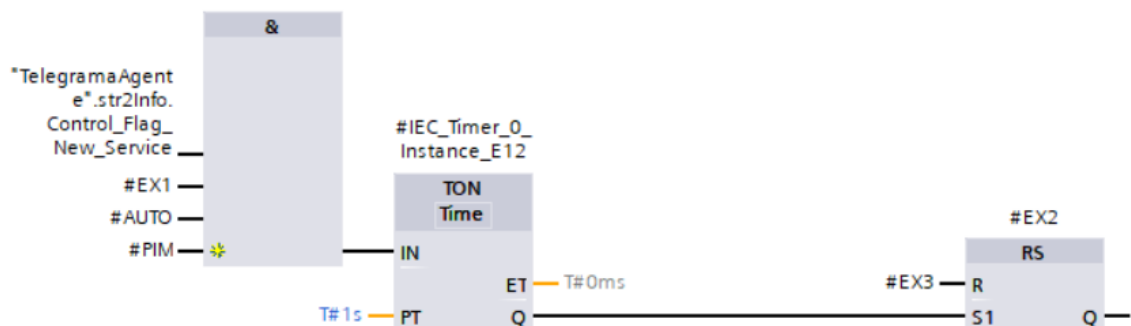 &
"TelegramaAgent
e".str2Info.
Control_Flag_
New_Service
#EX1
#AUTO
#PIM
#IEC_Timer_0_
Instance_E12
TON
Time
IN
ET
T#0ms
T#1s
PT
Q
#EX2
RS
#EX3
R
S1
Q